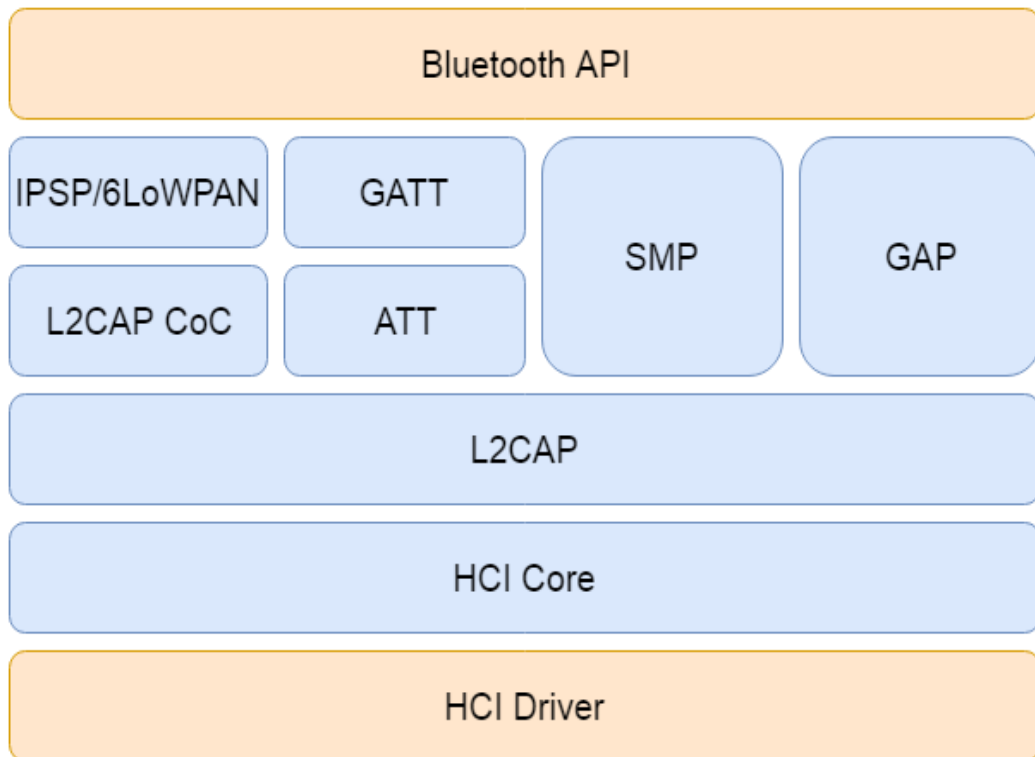 Bluetooth API
IPSP/6LoWPAN
GATT
SMP
GAP
L2CAP CoC
ATT
L2CAP
HCI Core
HCI Driver